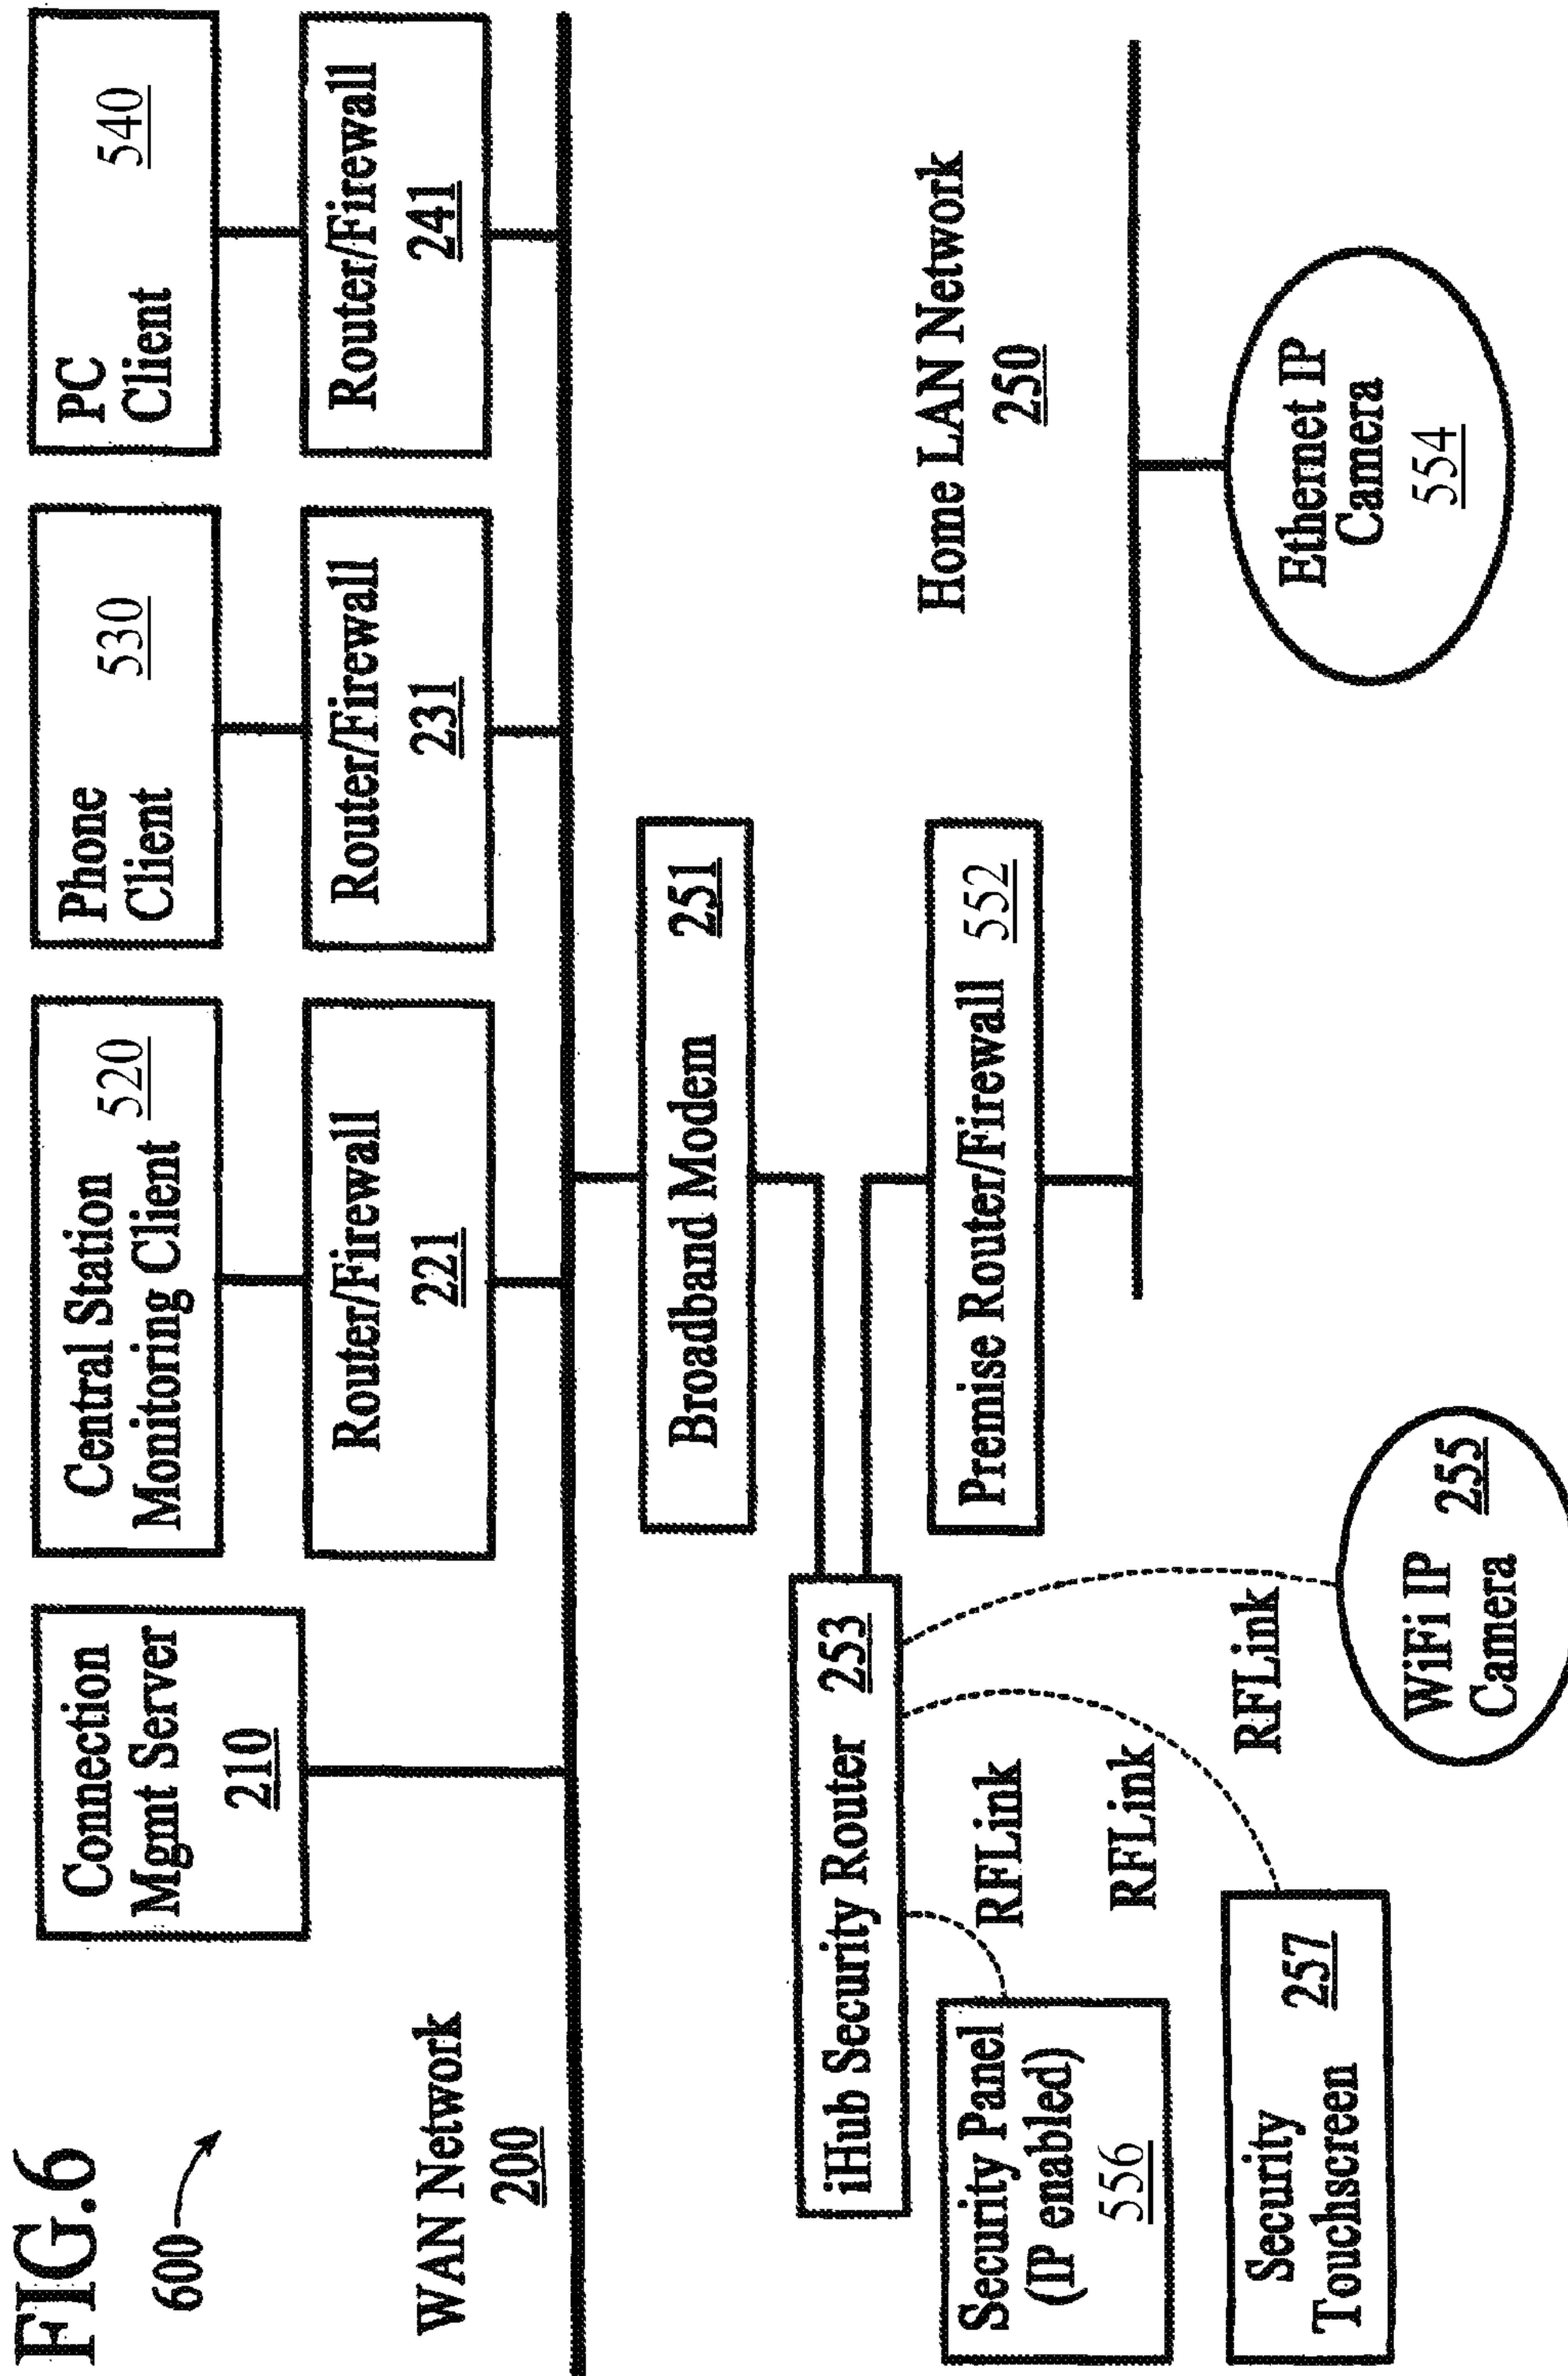 FIG.6
600
Connection
Mgmt Server
210
Central Station
Monitoring Client
520
Phone
Client
530
PC
Client
540
Router/Firewall
221
Router/Firewall
231
Router/Firewall
241
WAN Network
200
Broadband Modem 251
iHub Security Router 253
Premise Router/Firewall 552
Home LAN Network
250
Security Panel
(IP enabled)
556
RFLink
RFLink
RFLink
Security
Touchscreen
257
WiFi IP
Camera
255
Ethernet IP
Camera
554